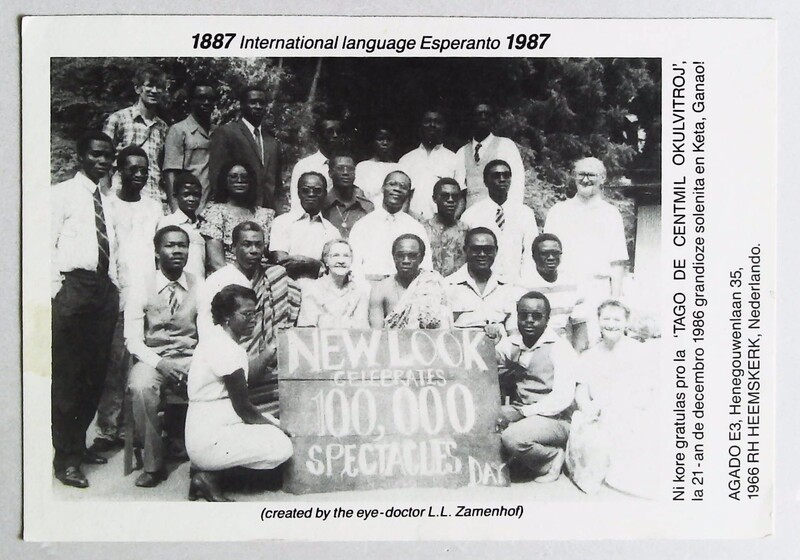 1887 International language Esperanto 1987
NEW LOOK
CELEBRATES
100,000
SPECTACLES
DAY
(created by the eye-doctor L.L. Zamenhof)
Ni kore gratulas pro la 'TAGO DE CENTMIL OKULVITROJ',
la 21-an de decembro 1986 grandioze solenita en Keta, Ganao!
AGADO E3, Henegouwenlaan 35,
1966 RH HEEMSKERK, Nederlando.